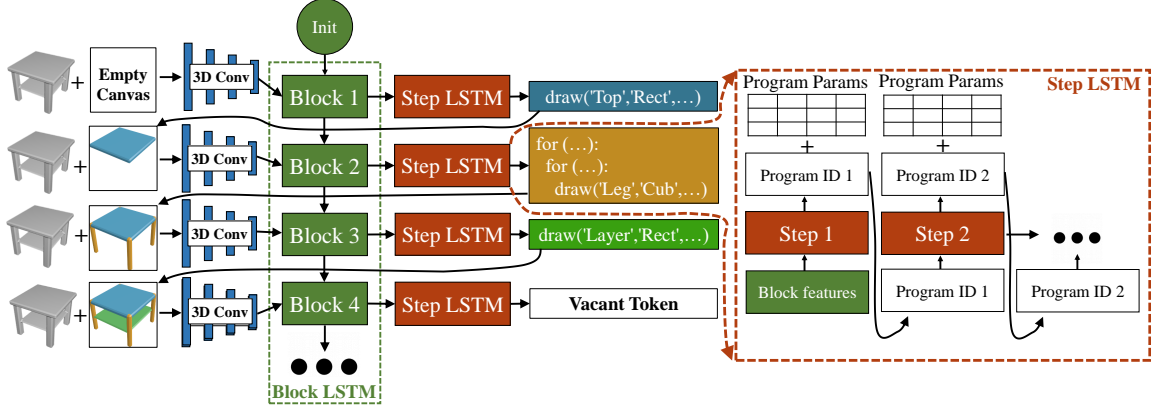 Init
+
Empty
Canvas
3D Conv
Block 1
Step LSTM
draw('Top','Rect',...)
+
3D Conv
Block 2
Step LSTM
for (...):
for (...):
draw('Leg','Cub',...)
+
3D Conv
Block 3
Step LSTM
draw('Layer','Rect',...)
+
3D Conv
Block 4
Step LSTM
Vacant Token
Block LSTM
Program Params
Program Params
Step LSTM
+
+
Program ID 1
Program ID 2
Step 1
Step 2
Block features
Program ID 1
Program ID 2